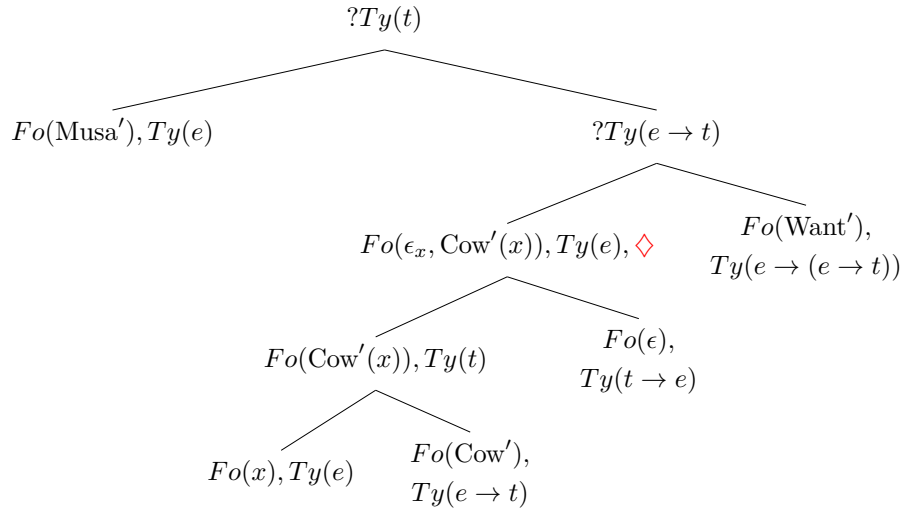 ?Ty(t)
Fo(Musa′), Ty(e)
?Ty(e → t)
Fo(ϵₓ, Cow′(x)), Ty(e), ♢
Fo(Want′),
Ty(e → (e → t))
Fo(Cow′(x)), Ty(t)
Fo(ϵ),
Ty(t → e)
Fo(x), Ty(e)
Fo(Cow′),
Ty(e → t)